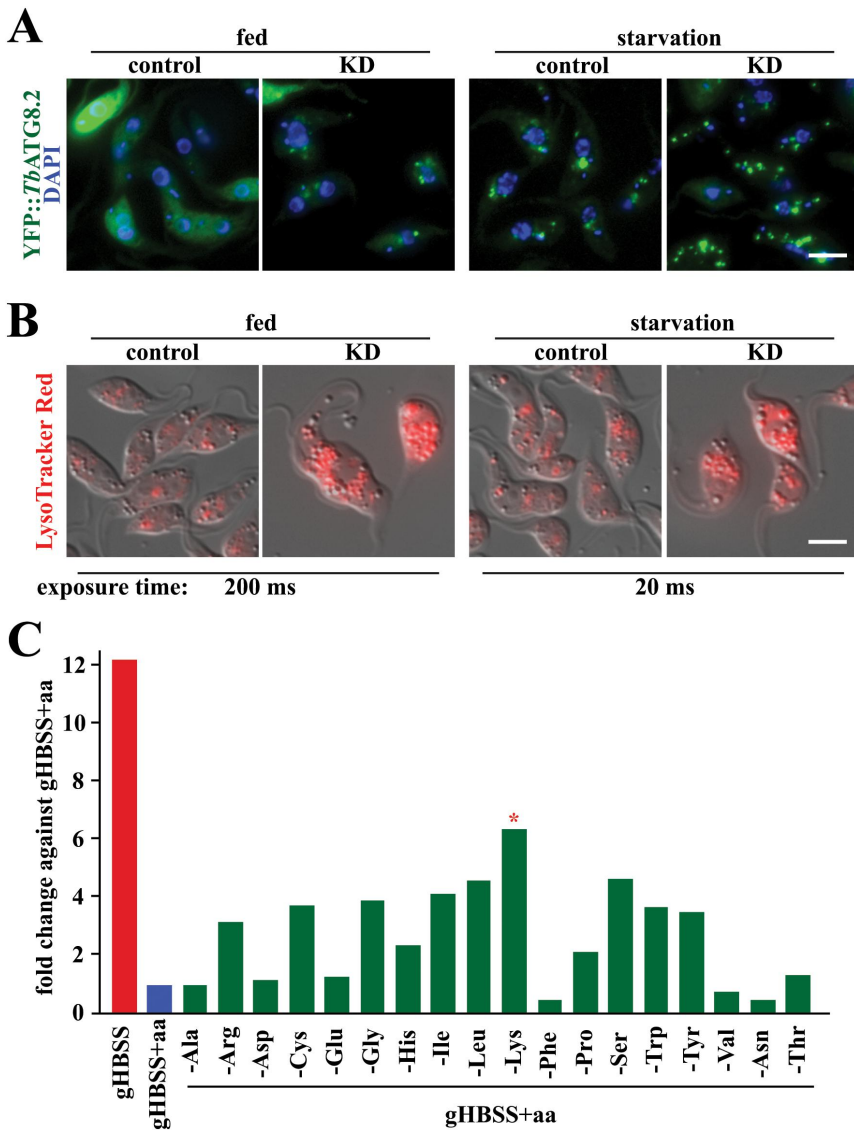 A
fed
starvation
control
KD
control
KD
YFP::TbATG8.2
DAPI
B
fed
starvation
control
KD
control
KD
LysoTracker Red
exposure time: 200 ms
20 ms
C
fold change against gHBSS+aa
12
10
8
6
4
2
0
*
gHBSS
gHBSS+aa
-Ala
-Arg
-Asp
-Cys
-Glu
-Gly
-His
-Ile
-Leu
-Lys
-Phe
-Pro
-Ser
-Trp
-Tyr
-Val
-Asn
-Thr
gHBSS+aa